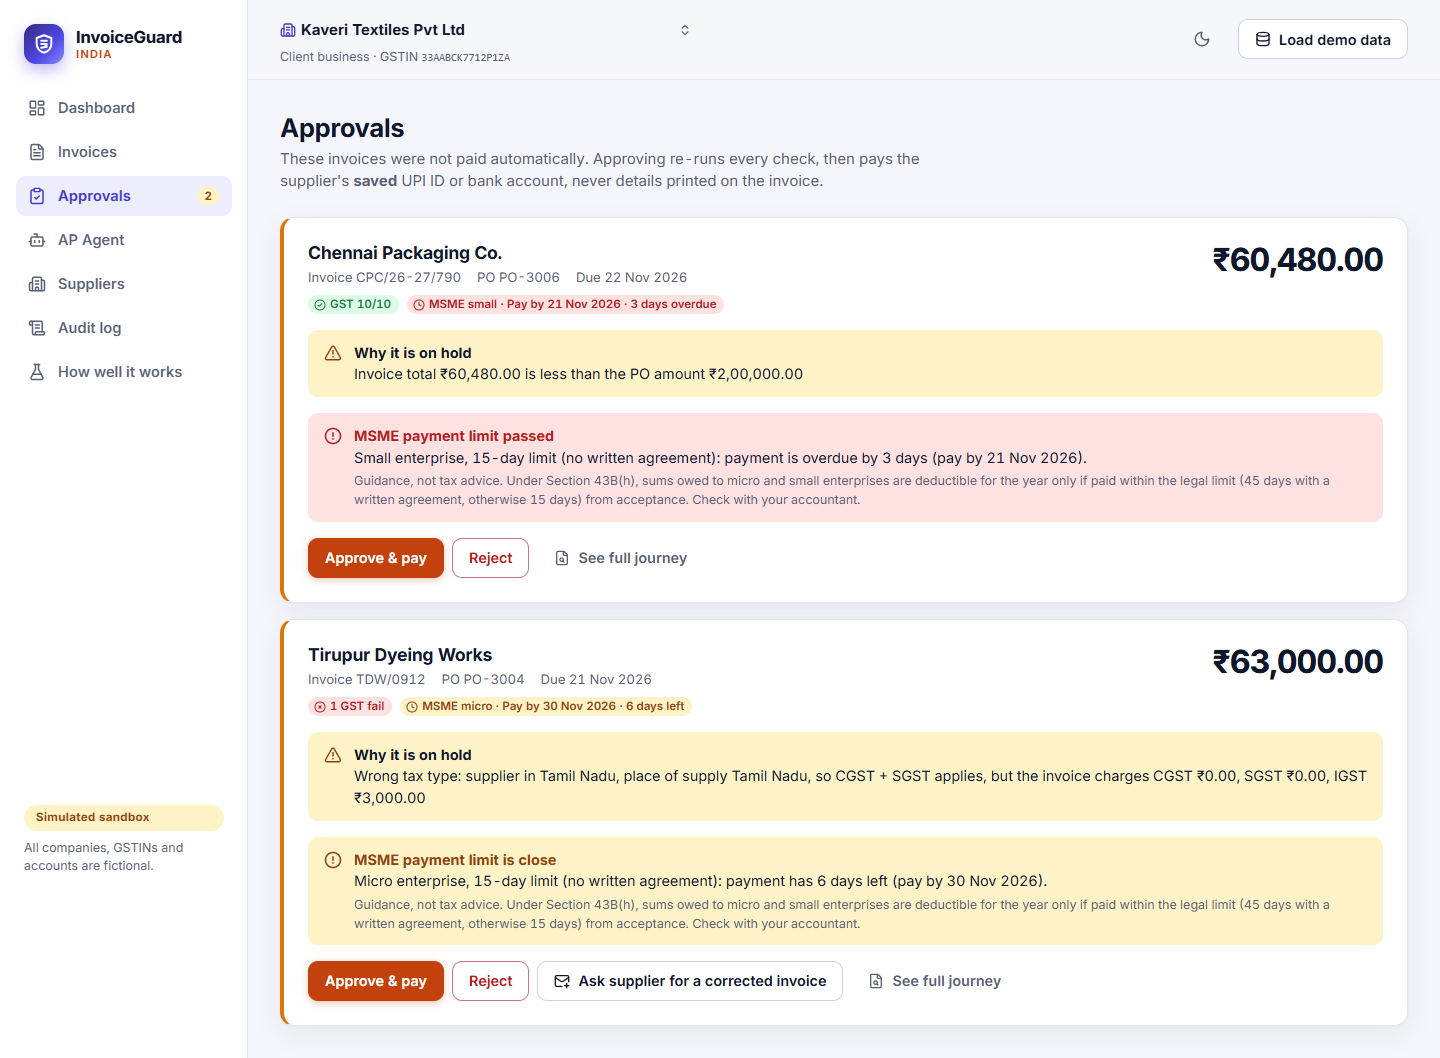 InvoiceGuard
INDIA
Dashboard
Invoices
Approvals 2
AP Agent
Suppliers
Audit log
How well it works
Simulated sandbox
All companies, GSTINs and
accounts are fictional.
Kaveri Textiles Pvt Ltd
Client business · GSTIN 33AABCK7712P1ZA
Load demo data
Approvals
These invoices were not paid automatically. Approving re-runs every check, then pays the
supplier's saved UPI ID or bank account, never details printed on the invoice.
Chennai Packaging Co.
₹60,480.00
Invoice CPC/26-27/790 PO PO-3006 Due 22 Nov 2026
GST 10/10 MSME small · Pay by 21 Nov 2026 · 3 days overdue
Why it is on hold
Invoice total ₹60,480.00 is less than the PO amount ₹2,00,000.00
MSME payment limit passed
Small enterprise, 15-day limit (no written agreement): payment is overdue by 3 days (pay by 21 Nov 2026).
Guidance, not tax advice. Under Section 43B(h), sums owed to micro and small enterprises are deductible for the year only if paid within the legal limit (45 days with a
written agreement, otherwise 15 days) from acceptance. Check with your accountant.
Approve & pay Reject See full journey
Tirupur Dyeing Works
₹63,000.00
Invoice TDW/0912 PO PO-3004 Due 21 Nov 2026
1 GST fail MSME micro · Pay by 30 Nov 2026 · 6 days left
Why it is on hold
Wrong tax type: supplier in Tamil Nadu, place of supply Tamil Nadu, so CGST + SGST applies, but the invoice charges CGST ₹0.00, SGST ₹0.00, IGST
₹3,000.00
MSME payment limit is close
Micro enterprise, 15-day limit (no written agreement): payment has 6 days left (pay by 30 Nov 2026).
Guidance, not tax advice. Under Section 43B(h), sums owed to micro and small enterprises are deductible for the year only if paid within the legal limit (45 days with a
written agreement, otherwise 15 days) from acceptance. Check with your accountant.
Approve & pay Reject Ask supplier for a corrected invoice See full journey